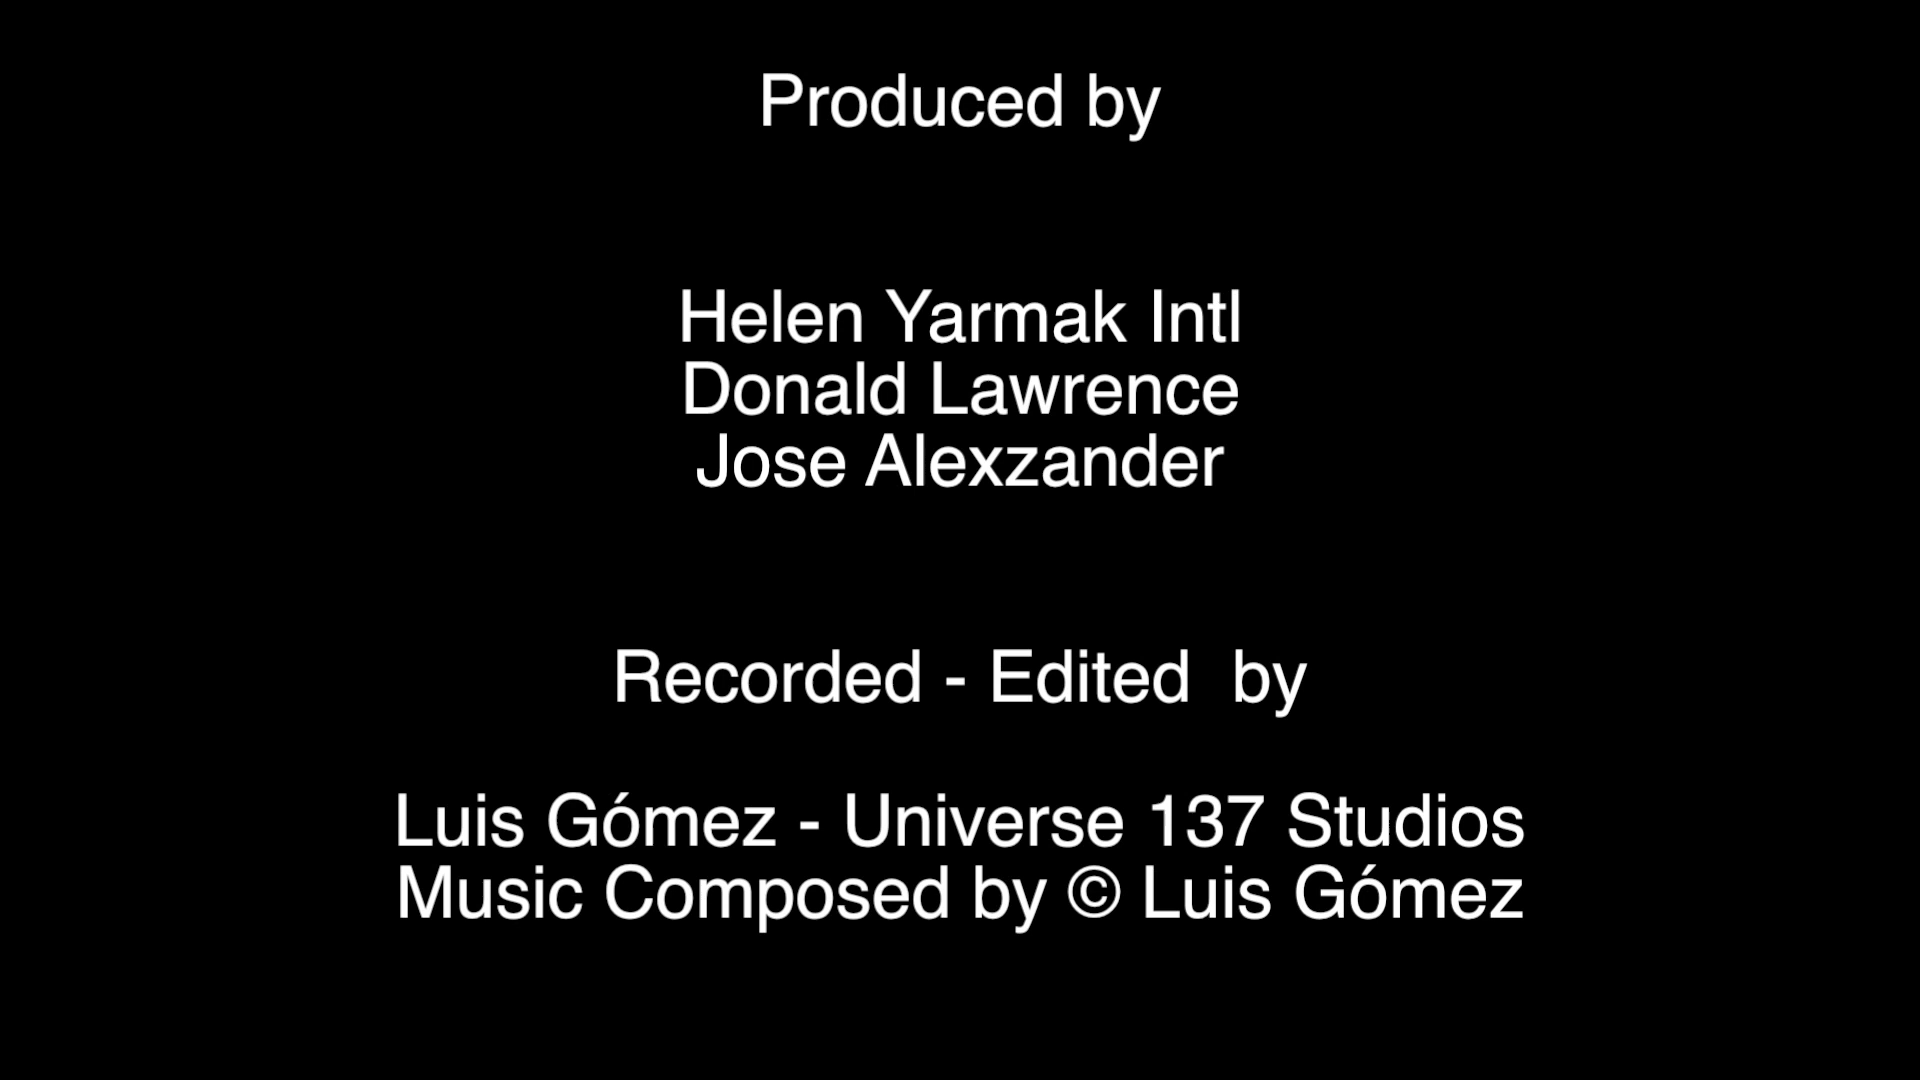 Produced by
Helen Yarmak Intl
Donald Lawrence
Jose Alexzander
Recorded - Edited  by
Luis Gómez - Universe 137 Studios
Music Composed by © Luis Gómez